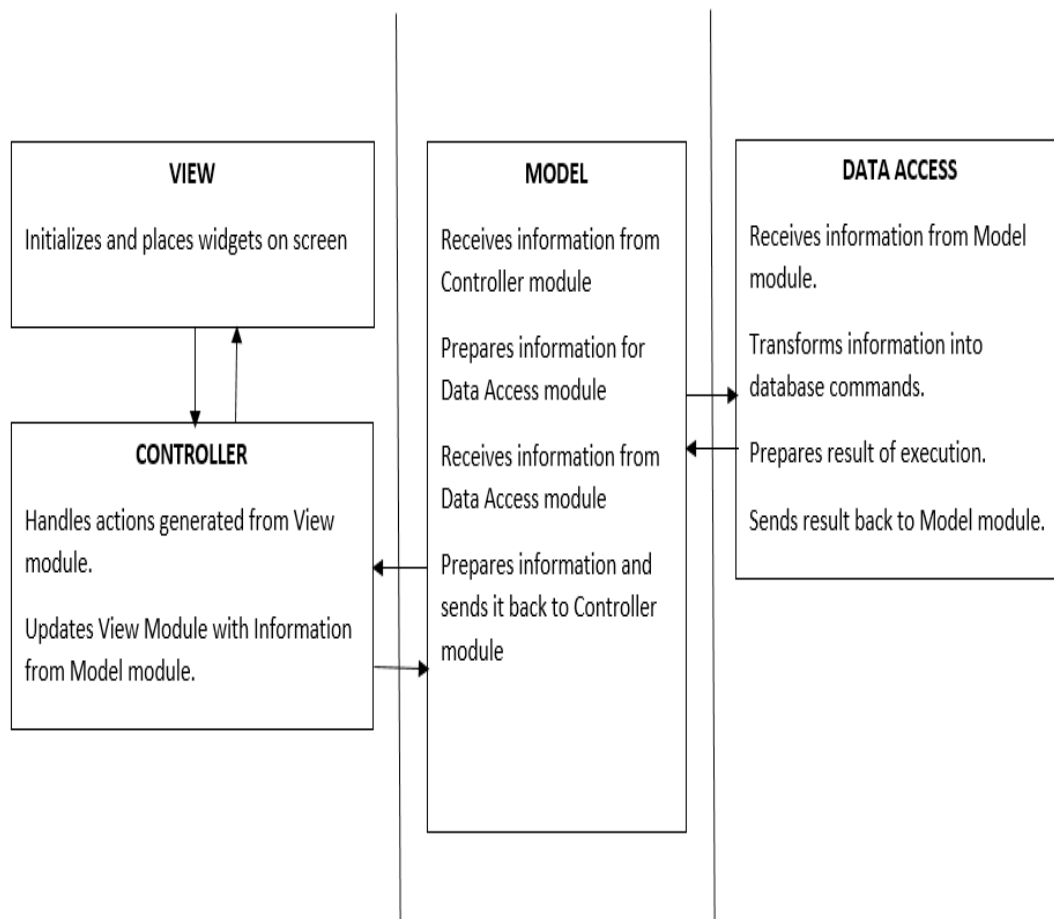 VIEW
Initializes and places widgets on screen
CONTROLLER
Handles actions generated from View
module.
Updates View Module with Information
from Model module.
MODEL
Receives information from
Controller module
Prepares information for
Data Access module
Receives information from
Data Access module
Prepares information and
sends it back to Controller
module
DATA ACCESS
Receives information from Model
module.
Transforms information into
database commands.
Prepares result of execution.
Sends result back to Model module.